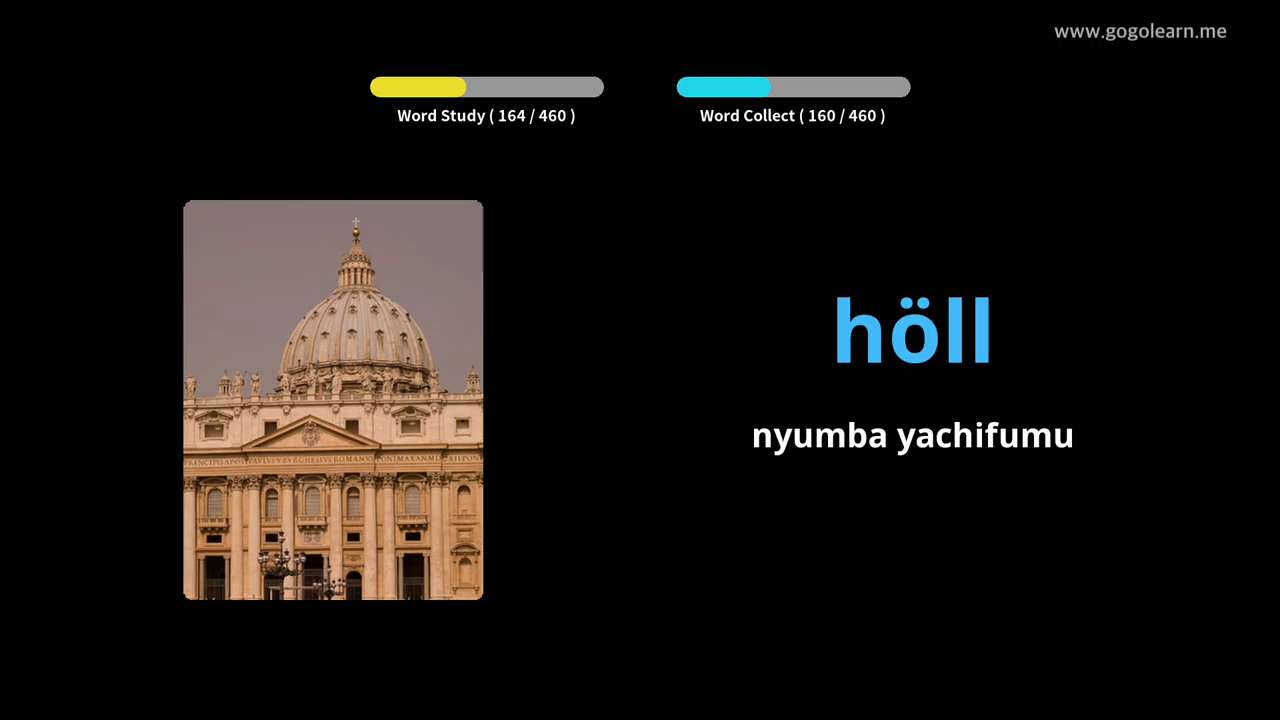 www.gogolearn.me
Word Study ( 164 / 460 )
Word Collect ( 160 / 460 )
höll
nyumba yachifumu